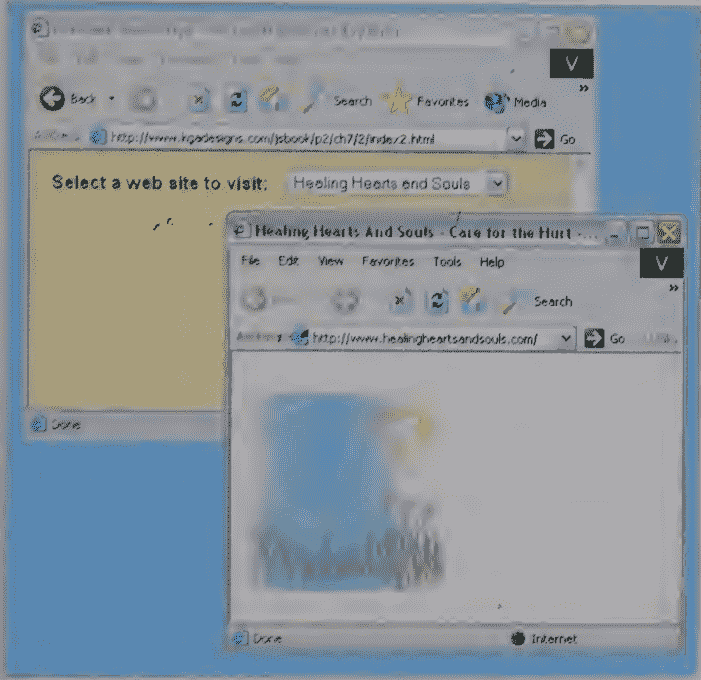 Back
Search
Favorites
Media
»
http://www.kgadesigns.com/jsbook/p2/ch7/2/index2.html
Go
Select a web site to visit:
Healing Hearts and Souls
Healing Hearts And Souls - Care for the Hurt - ...
File Edit View Favorites Tools Help
»
Search
http://www.healingheartsandsouls.com/
Go
Done
Done
Internet